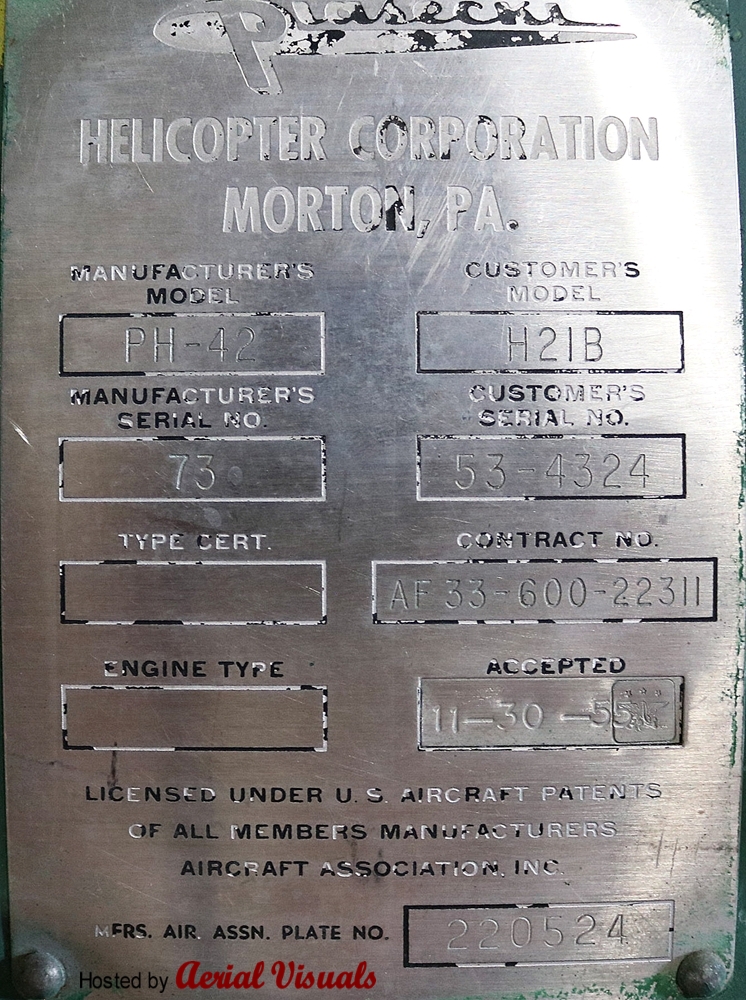 Piasecki
HELICOPTER CORPORATION
MORTON, PA.
MANUFACTURER'S
MODEL
PH-42
CUSTOMER'S
MODEL
H21B
MANUFACTURER'S
SERIAL NO.
73
CUSTOMER'S
SERIAL NO.
53-4324
TYPE CERT.
CONTRACT NO.
AF 33-600-22311
ENGINE TYPE
ACCEPTED
11-30-55
LICENSED UNDER U. S. AIRCRAFT PATENTS
OF ALL MEMBERS MANUFACTURERS
AIRCRAFT ASSOCIATION, INC.
MFRS. AIR. ASSN. PLATE NO. 220524
Hosted by Aerial Visuals